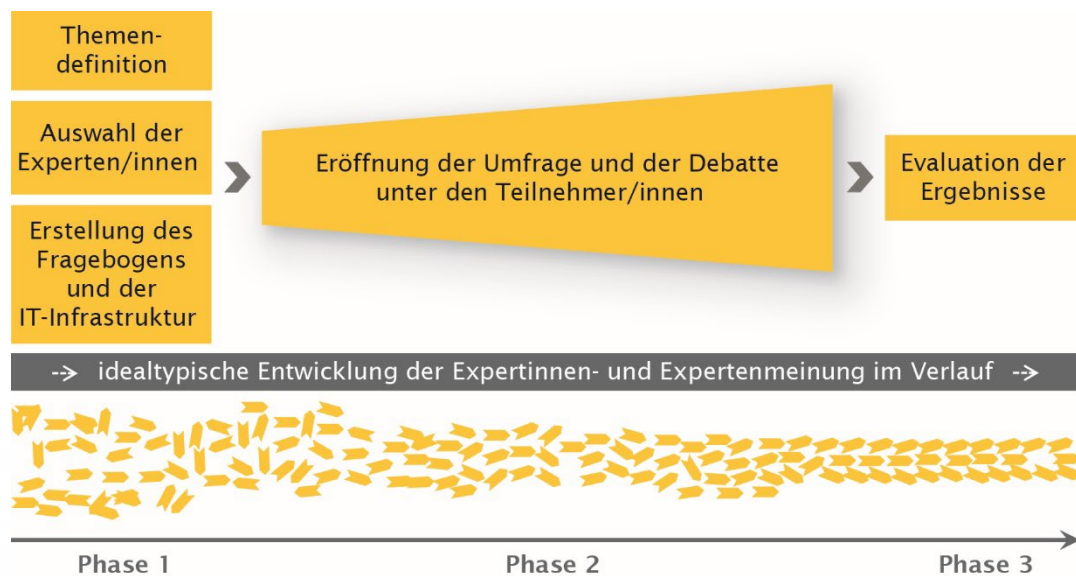 Themen-
definition
Auswahl der
Experten/innen
Erstellung des
Fragebogens
und der
IT-Infrastruktur
Eröffnung der Umfrage und der Debatte
unter den Teilnehmer/innen
Evaluation der
Ergebnisse
idealtypische Entwicklung der Expertinnen- und Expertenmeinung im Verlauf
Phase 1
Phase 2
Phase 3